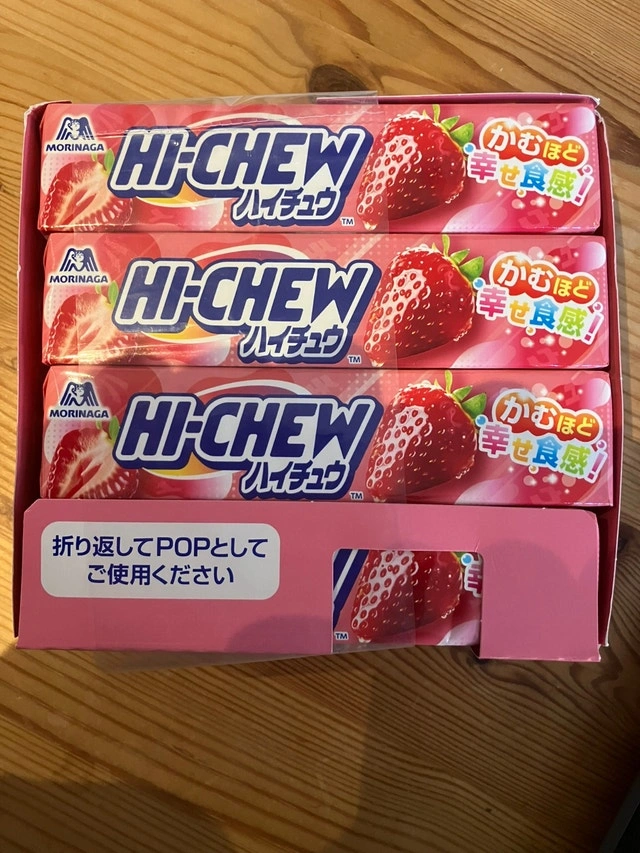 MORINAGA
HI-CHEW
ハイチュウ
TM
かむほど
幸せ食感!
MORINAGA
HI-CHEW
ハイチュウ
TM
かむほど
幸せ食感!
MORINAGA
HI-CHEW
ハイチュウ
TM
かむほど
幸せ食感!
折り返してPOPとして
ご使用ください
TM